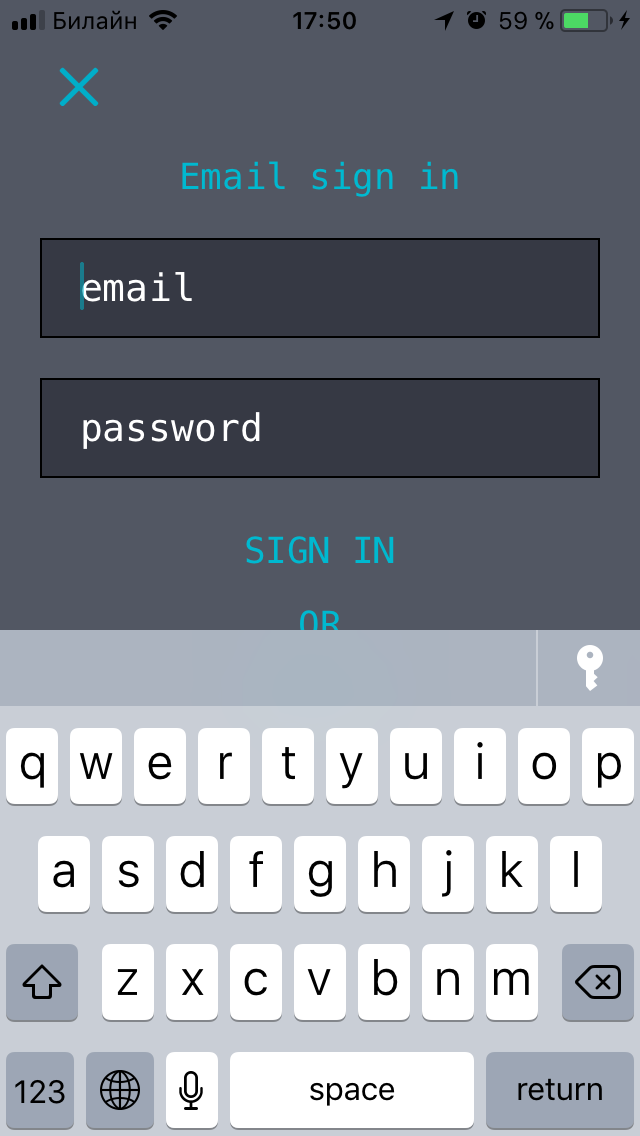 Билайн 17:50 59 %
Email sign in
email
password
SIGN IN
OR
q w e r t y u i o p
a s d f g h j k l
z x c v b n m
123 space return